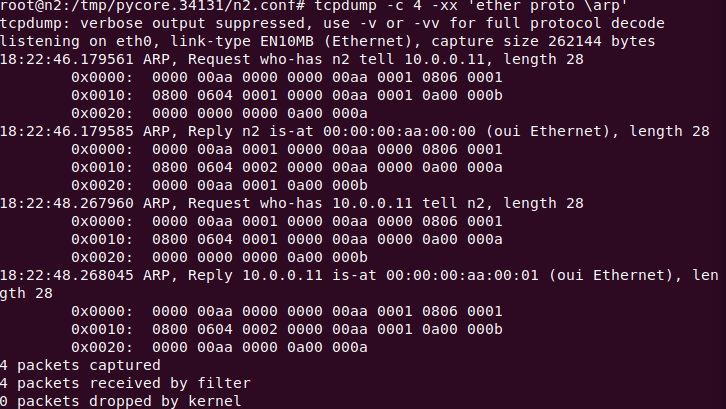 root@n2:/tmp/pycore.34131/n2.conf# tcpdump -c 4 -xx 'ether proto \arp'
tcpdump: verbose output suppressed, use -v or -vv for full protocol decode
listening on eth0, link-type EN10MB (Ethernet), capture size 262144 bytes
18:22:46.179561 ARP, Request who-has n2 tell 10.0.0.11, length 28
        0x0000:  0000 00aa 0000 0000 00aa 0001 0806 0001
        0x0010:  0800 0604 0001 0000 00aa 0001 0a00 000b
        0x0020:  0000 0000 0000 0a00 000a
18:22:46.179585 ARP, Reply n2 is-at 00:00:00:aa:00:00 (oui Ethernet), length 28
        0x0000:  0000 00aa 0001 0000 00aa 0000 0806 0001
        0x0010:  0800 0604 0002 0000 00aa 0000 0a00 000a
        0x0020:  0000 00aa 0001 0a00 000b
18:22:48.267960 ARP, Request who-has 10.0.0.11 tell n2, length 28
        0x0000:  0000 00aa 0001 0000 00aa 0000 0806 0001
        0x0010:  0800 0604 0001 0000 00aa 0000 0a00 000a
        0x0020:  0000 0000 0000 0a00 000b
18:22:48.268045 ARP, Reply 10.0.0.11 is-at 00:00:00:aa:00:01 (oui Ethernet), len
gth 28
        0x0000:  0000 00aa 0000 0000 00aa 0001 0806 0001
        0x0010:  0800 0604 0002 0000 00aa 0001 0a00 000b
        0x0020:  0000 00aa 0000 0a00 000a
4 packets captured
4 packets received by filter
0 packets dropped by kernel